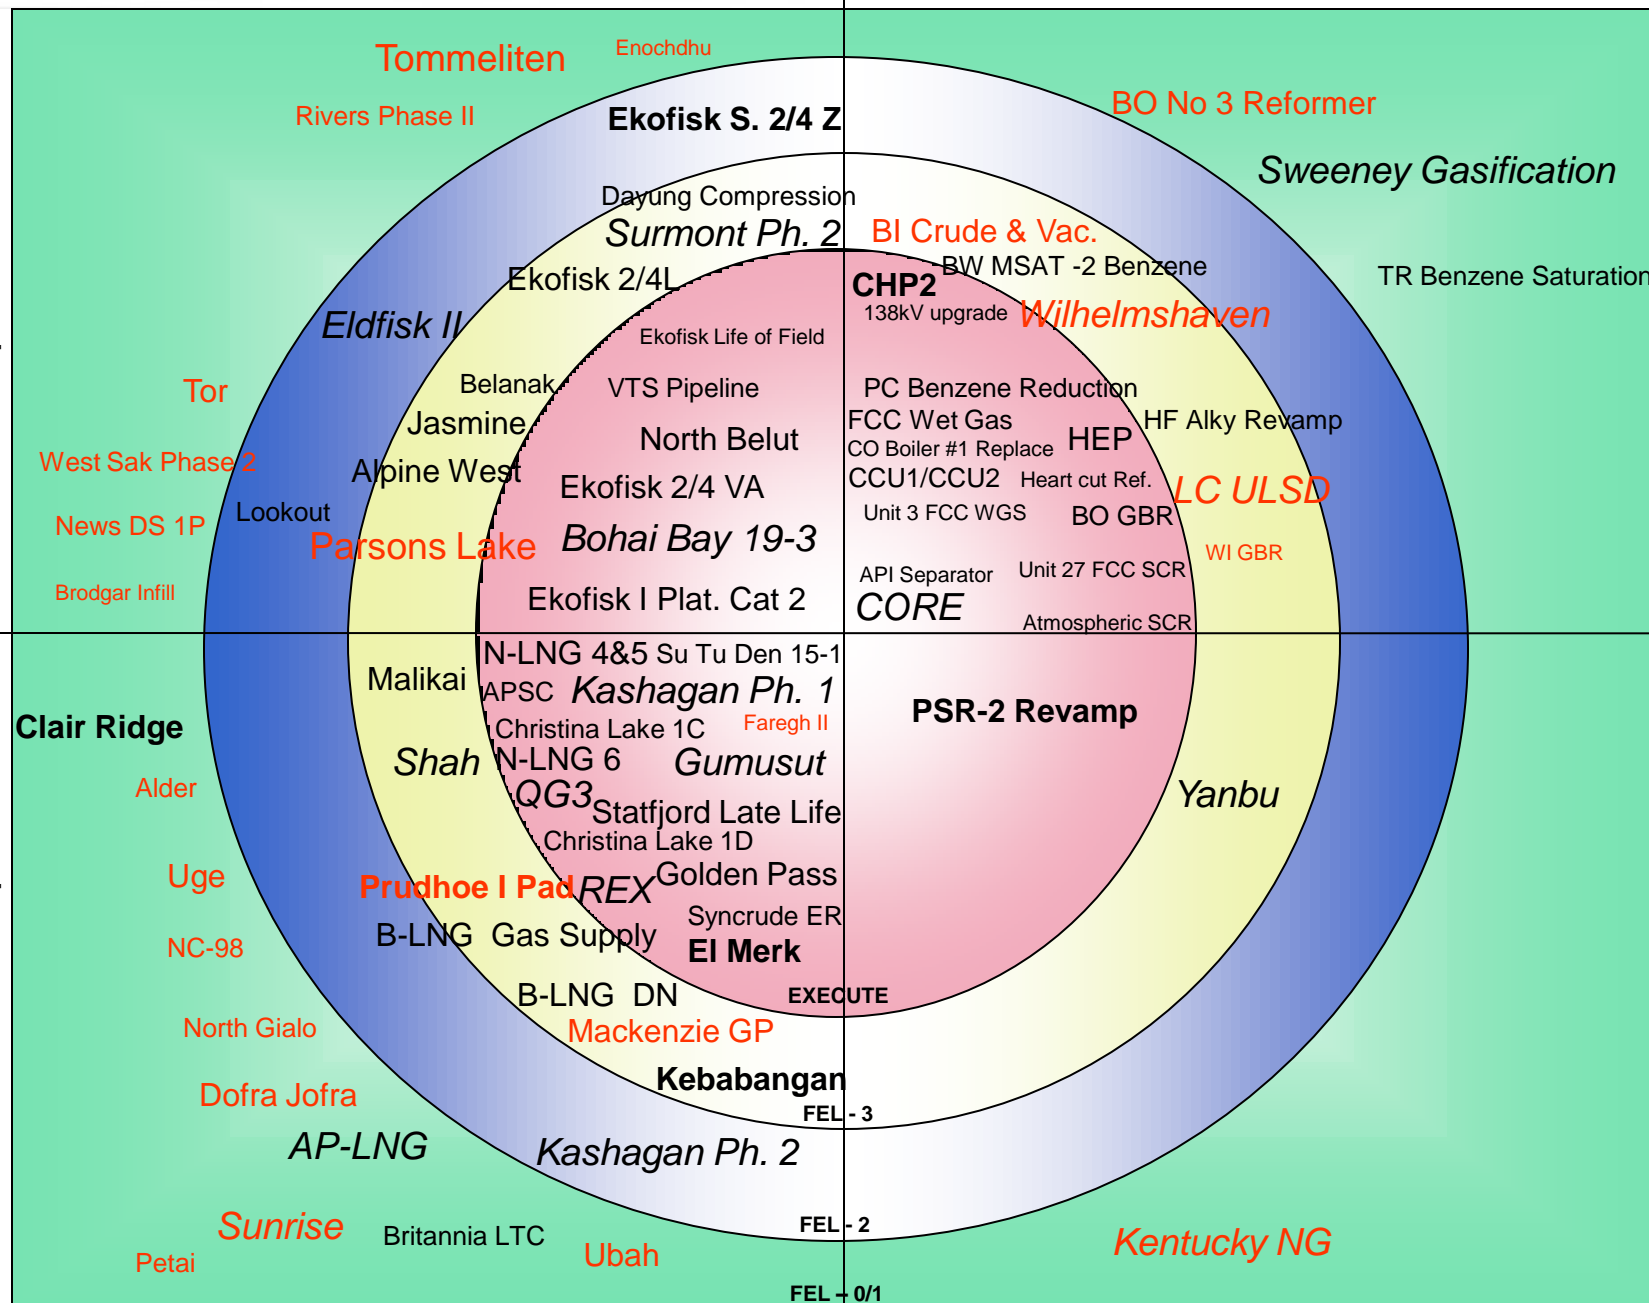 Tommeliten
Enochdhu
Rivers Phase II
Ekofisk S. 2/4 Z
BO No 3 Reformer
Sweeney Gasification
Dayung Compression
Surmont Ph. 2
BI Crude & Vac.
BW MSAT -2 Benzene
TR Benzene Saturation
Ekofisk 2/4L
CHP2
138kV upgrade
Wilhelmshaven
Eldfisk II
Ekofisk Life of Field
Tor
Belanak
VTS Pipeline
PC Benzene Reduction
Jasmine
North Belut
FCC Wet Gas
HF Alky Revamp
CO Boiler #1 Replace
HEP
West Sak Phase 2
Alpine West
Ekofisk 2/4 VA
CCU1/CCU2
Heart cut Ref.
LC ULSD
News DS 1P
Lookout
Parsons Lake
Bohai Bay 19-3
Unit 3 FCC WGS
BO GBR
WI GBR
Brodgar Infill
Ekofisk I Plat. Cat 2
API Separator
Unit 27 FCC SCR
CORE
Atmospheric SCR
N-LNG 4&5
Su Tu Den 15-1
Malikai
APSC
Kashagan Ph. 1
Clair Ridge
Christina Lake 1C
Faregh II
PSR-2 Revamp
Shah
N-LNG 6
Gumusut
Alder
QG3
Statfjord Late Life
Yanbu
Christina Lake 1D
Uge
Prudhoe I Pad
REX
Golden Pass
NC-98
B-LNG  Gas Supply
Syncrude ER
El Merk
B-LNG  DN
EXECUTE
North Gialo
Mackenzie GP
Dofra Jofra
Kebabangan
FEL - 3
AP-LNG
Kashagan Ph. 2
Sunrise
Britannia LTC
FEL - 2
Petai
Ubah
Kentucky NG
FEL – 0/1